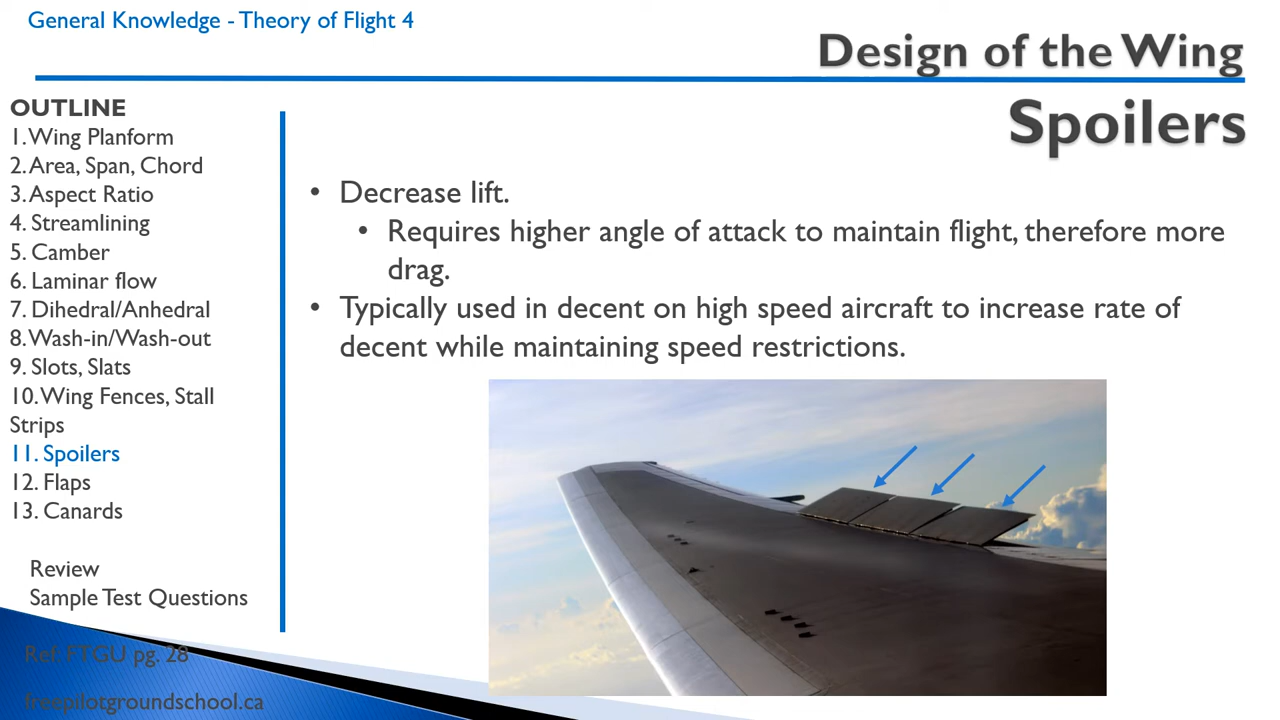 General Knowledge - Theory of Flight 4
Design of the Wing
Spoilers
OUTLINE
1. Wing Planform
2. Area, Span, Chord
3. Aspect Ratio
4. Streamlining
5. Camber
6. Laminar flow
7. Dihedral/Anhedral
8. Wash-in/Wash-out
9. Slots, Slats
10. Wing Fences, Stall
Strips
11. Spoilers
12. Flaps
13. Canards
Review
Sample Test Questions
Ref. FTGU pg. 28
freepilotgroundschool.ca
• Decrease lift.
• Requires higher angle of attack to maintain flight, therefore more
drag.
• Typically used in decent on high speed aircraft to increase rate of
decent while maintaining speed restrictions.